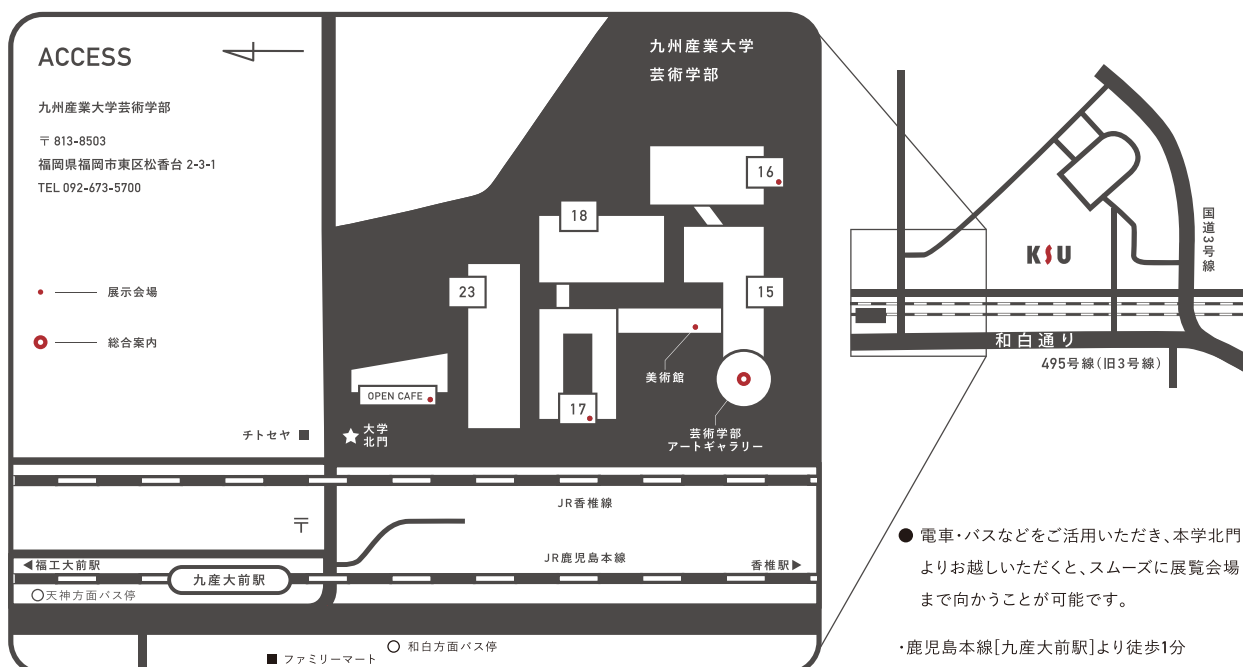 ACCESS
九州産業大学芸術学部
〒 813-8503
福岡県福岡市東区松香台 2-3-1
TEL 092-673-5700
展示会場
総合案内
九州産業大学
芸術学部
16
18
23
15
17
美術館
OPEN CAFE
大学
北門
芸術学部
アートギャラリー
チトセヤ
JR香椎線
〒
JR鹿児島本線
◀福工大前駅
九産大前駅
香椎駅▶
天神方面バス停
和白方面バス停
ファミリーマート
KSU
国道3号線
和白通り
495号線(旧3号線)
● 電車・バスなどをご活用いただき、本学北門
よりお越しいただくと、スムーズに展覧会場
まで向かうことが可能です。
・鹿児島本線[九産大前駅]より徒歩1分